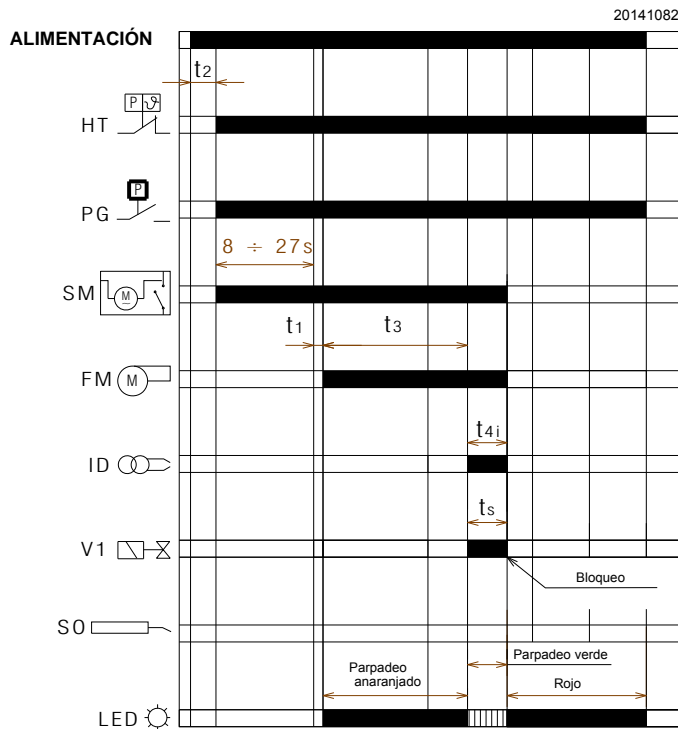 20141082
ALIMENTACIÓN
t2
P ϑ
HT
P
PG
8 ÷ 27s
SM
M
t1
t3
FM
M
t4i
ID
ts
V1
Bloqueo
SO
Parpadeo verde
Parpadeo
anaranjado
Rojo
LED